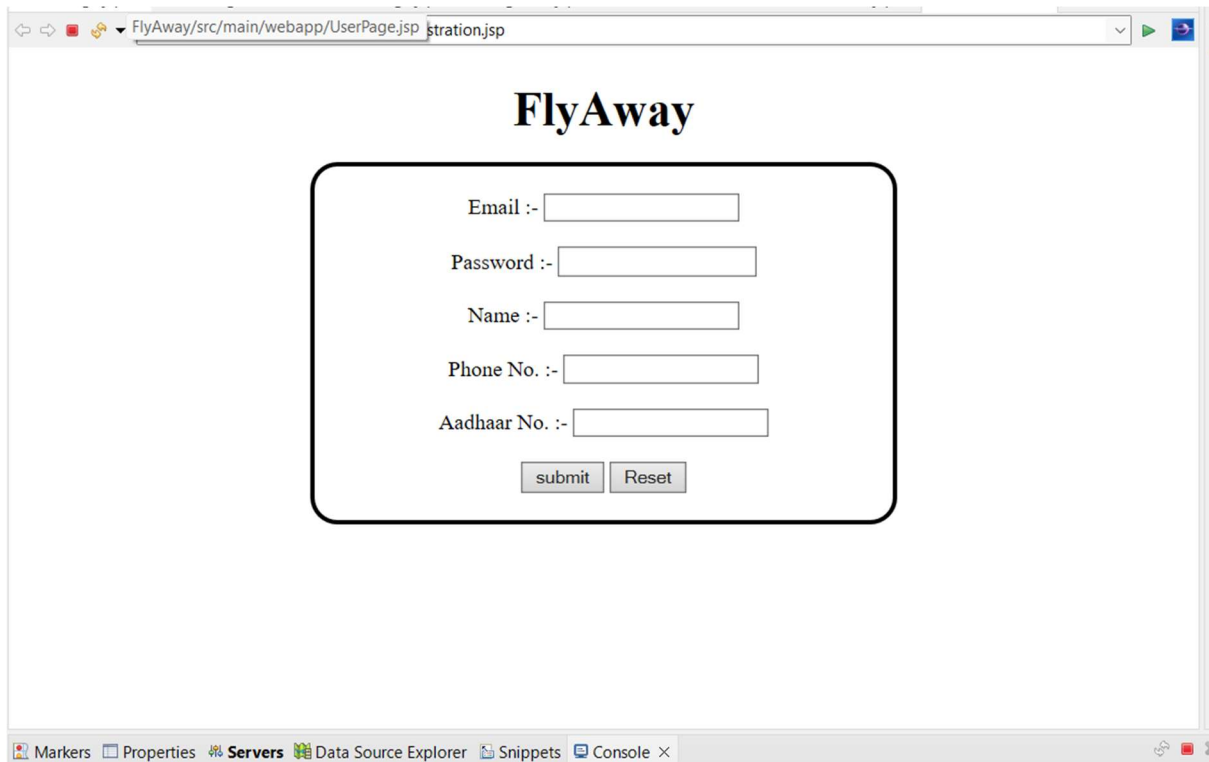 FlyAway/src/main/webapp/UserPage.jsp stration.jsp
FlyAway
Email :-
Password :-
Name :-
Phone No. :-
Aadhaar No. :-
submit Reset
Markers Properties Servers Data Source Explorer Snippets Console